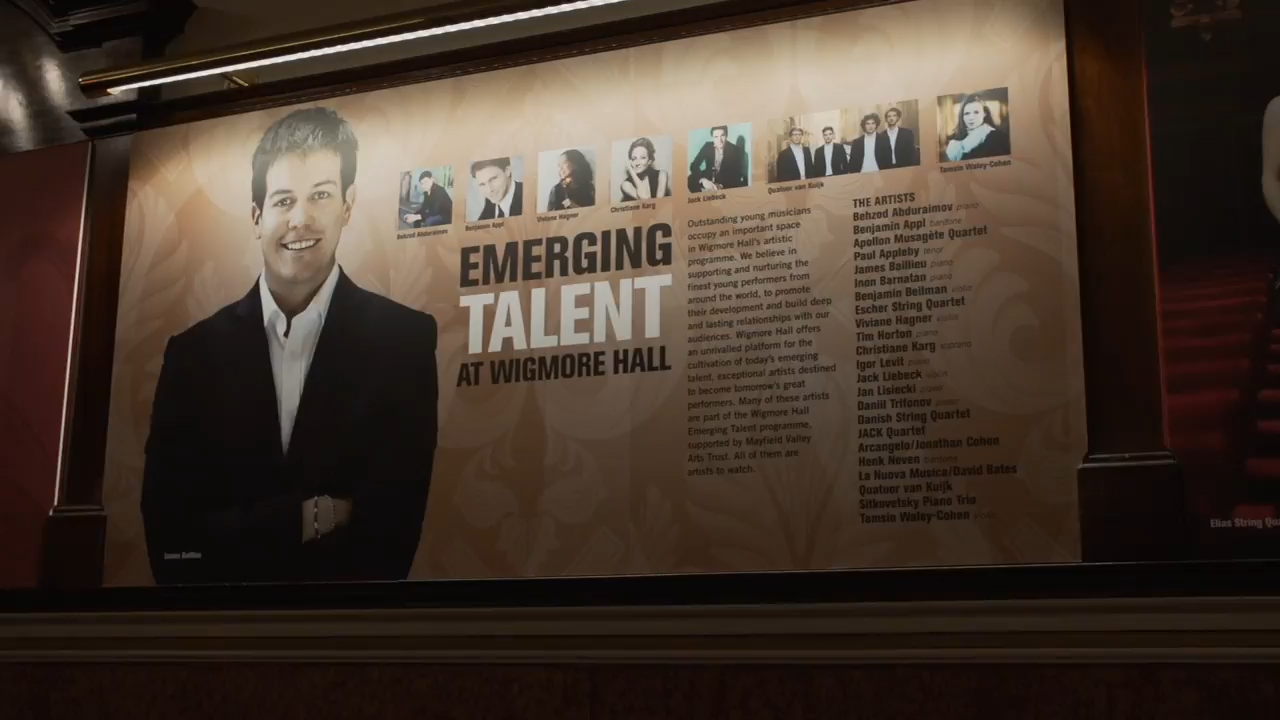 Behzod Abduraimov
Benjamin Appl
Viviane Hagner
Christiane Karg
Jack Liebeck
Quatuor van Kuijk
Tamsin Waley-Cohen
EMERGING
TALENT
AT WIGMORE HALL
Outstanding young musicians
occupy an important space
in Wigmore Hall's artistic
programme. We believe in
supporting and nurturing the
finest young performers from
around the world, to promote
their development and build deep
and lasting relationships with our
audiences. Wigmore Hall offers
an unrivalled platform for the
cultivation of today's emerging
talent, exceptional artists destined
to become tomorrow's great
performers. Many of these artists
are part of the Wigmore Hall
Emerging Talent programme,
supported by Mayfield Valley
Arts Trust. All of them are
artists to watch.
THE ARTISTS
Behzod Abduraimov piano
Benjamin Appl baritone
Apollon Musagète Quartet
Paul Appleby tenor
James Baillieu piano
Inon Barnatan piano
Benjamin Beilman violin
Escher String Quartet
Viviane Hagner violin
Tim Horton piano
Christiane Karg soprano
Igor Levit piano
Jack Liebeck violin
Jan Lisiecki piano
Daniil Trifonov piano
Danish String Quartet
JACK Quartet
Arcangelo/Jonathan Cohen
Henk Neven baritone
La Nuova Musica/David Bates
Quatuor van Kuijk
Sitkovetsky Piano Trio
Tamsin Waley-Cohen violin
James Baillieu
Elias String